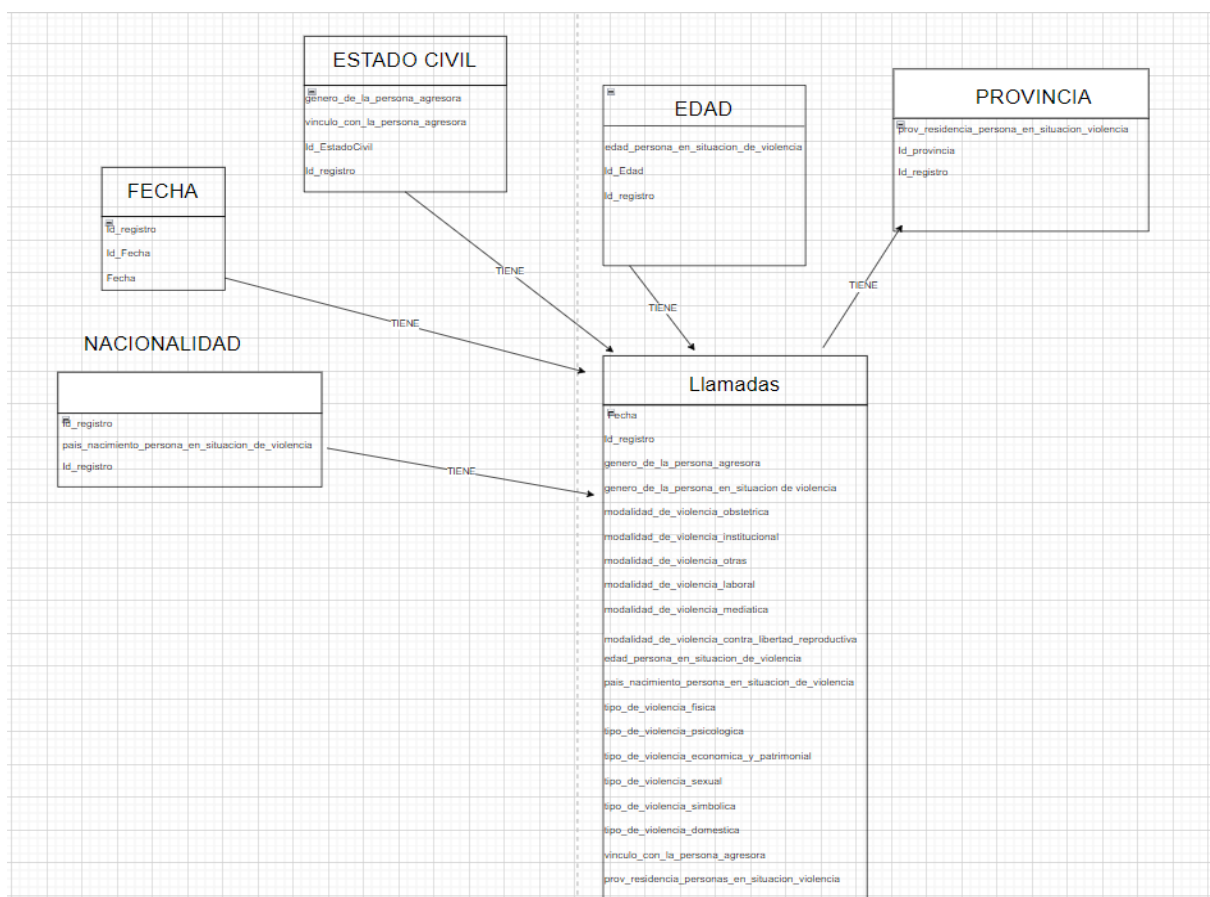 ESTADO CIVIL
genero_de_la_persona_agresora
vinculo_con_la_persona_agresora
Id_EstadoCivil
Id_registro
EDAD
edad_persona_en_situacion_de_violencia
Id_Edad
Id_registro
PROVINCIA
prov_residencia_persona_en_situacion_violencia
Id_provincia
Id_registro
FECHA
Id_registro
Id_Fecha
Fecha
TIENE
TIENE
TIENE
TIENE
NACIONALIDAD
Id_registro
pais_nacimiento_persona_en_situacion_de_violencia
Id_registro
TIENE
Llamadas
Fecha
Id_registro
genero_de_la_persona_agresora
genero_de_la_persona_en_situacion de violencia
modalidad_de_violencia_obstetrica
modalidad_de_violencia_institucional
modalidad_de_violencia_otras
modalidad_de_violencia_laboral
modalidad_de_violencia_mediatica
modalidad_de_violencia_contra_libertad_reproductiva
edad_persona_en_situacion_de_violencia
pais_nacimiento_persona_en_situacion_de_violencia
tipo_de_violencia_fisica
tipo_de_violencia_psicologica
tipo_de_violencia_economica_y_patrimonial
tipo_de_violencia_sexual
tipo_de_violencia_simbolica
tipo_de_violencia_domestica
vinculo_con_la_persona_agresora
prov_residencia_personas_en_situacion_violencia